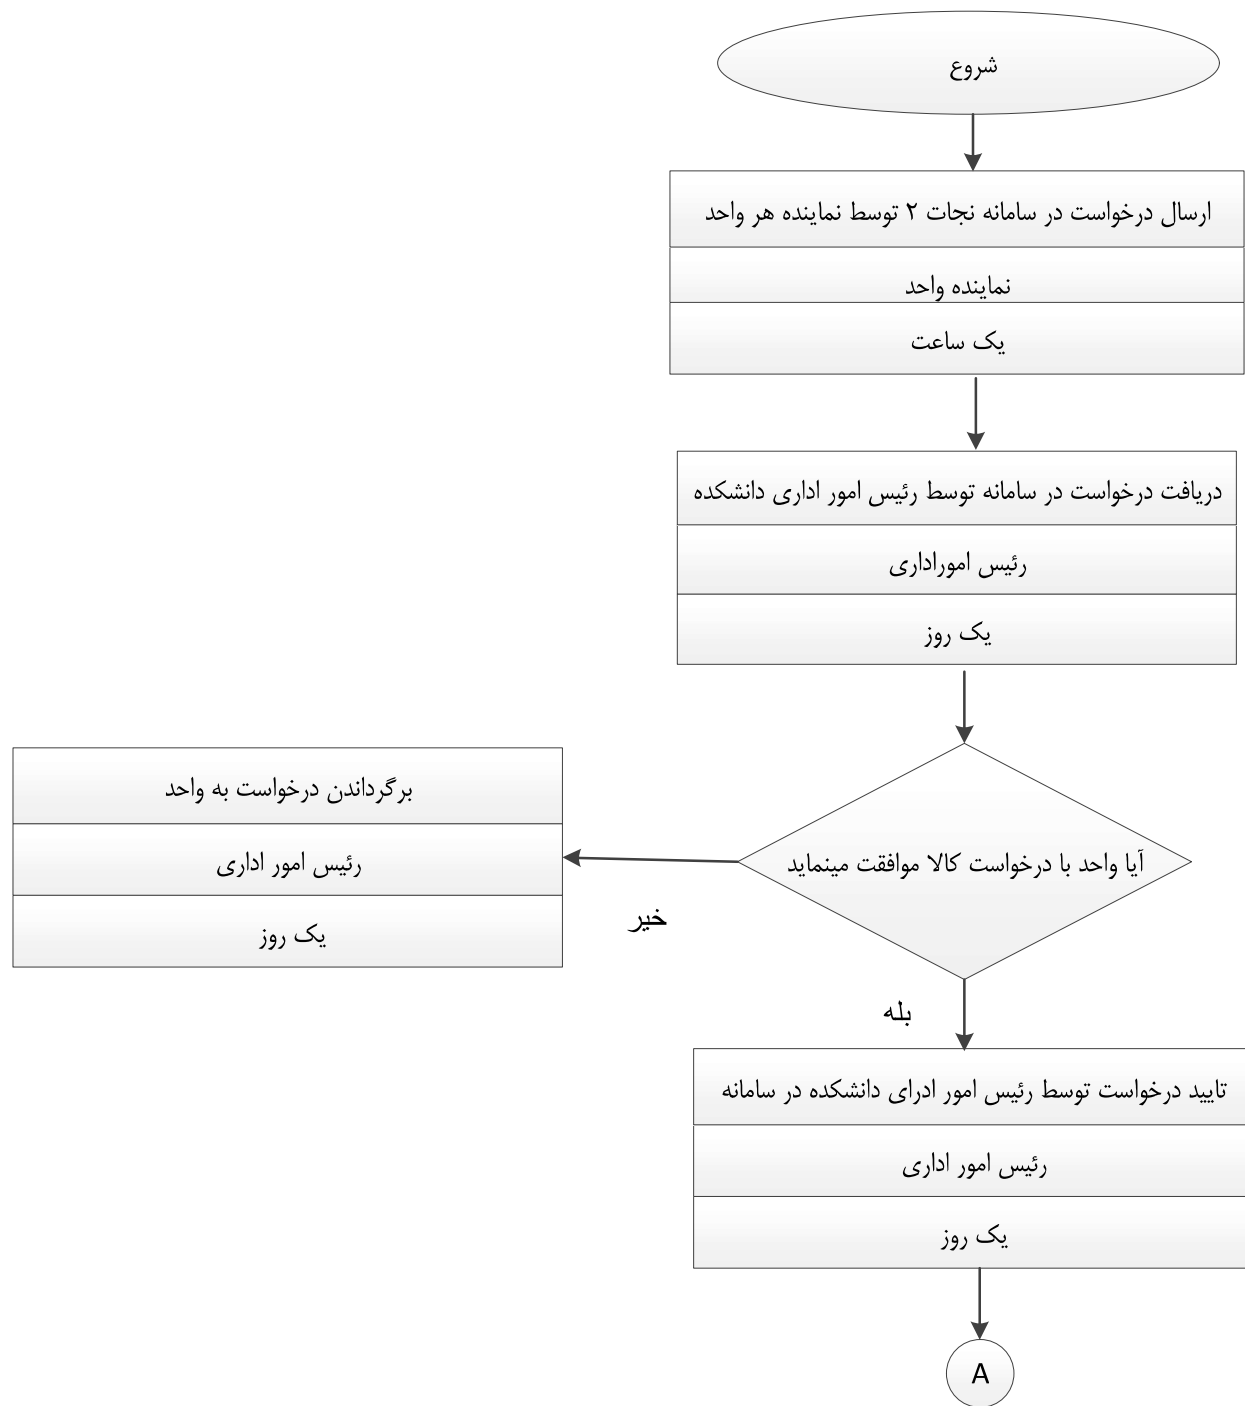 شروع
ارسال درخواست در سامانه نجات ۲ توسط نماینده هر واحد
نماینده واحد
یک ساعت
دریافت درخواست در سامانه توسط رئیس امور اداری دانشکده
رئیس اموراداری
یک روز
آیا واحد با درخواست کالا موافقت مینماید
خیر
برگرداندن درخواست به واحد
رئیس امور اداری
یک روز
بله
تایید درخواست توسط رئیس امور ادرای دانشکده در سامانه
رئیس امور اداری
یک روز
A